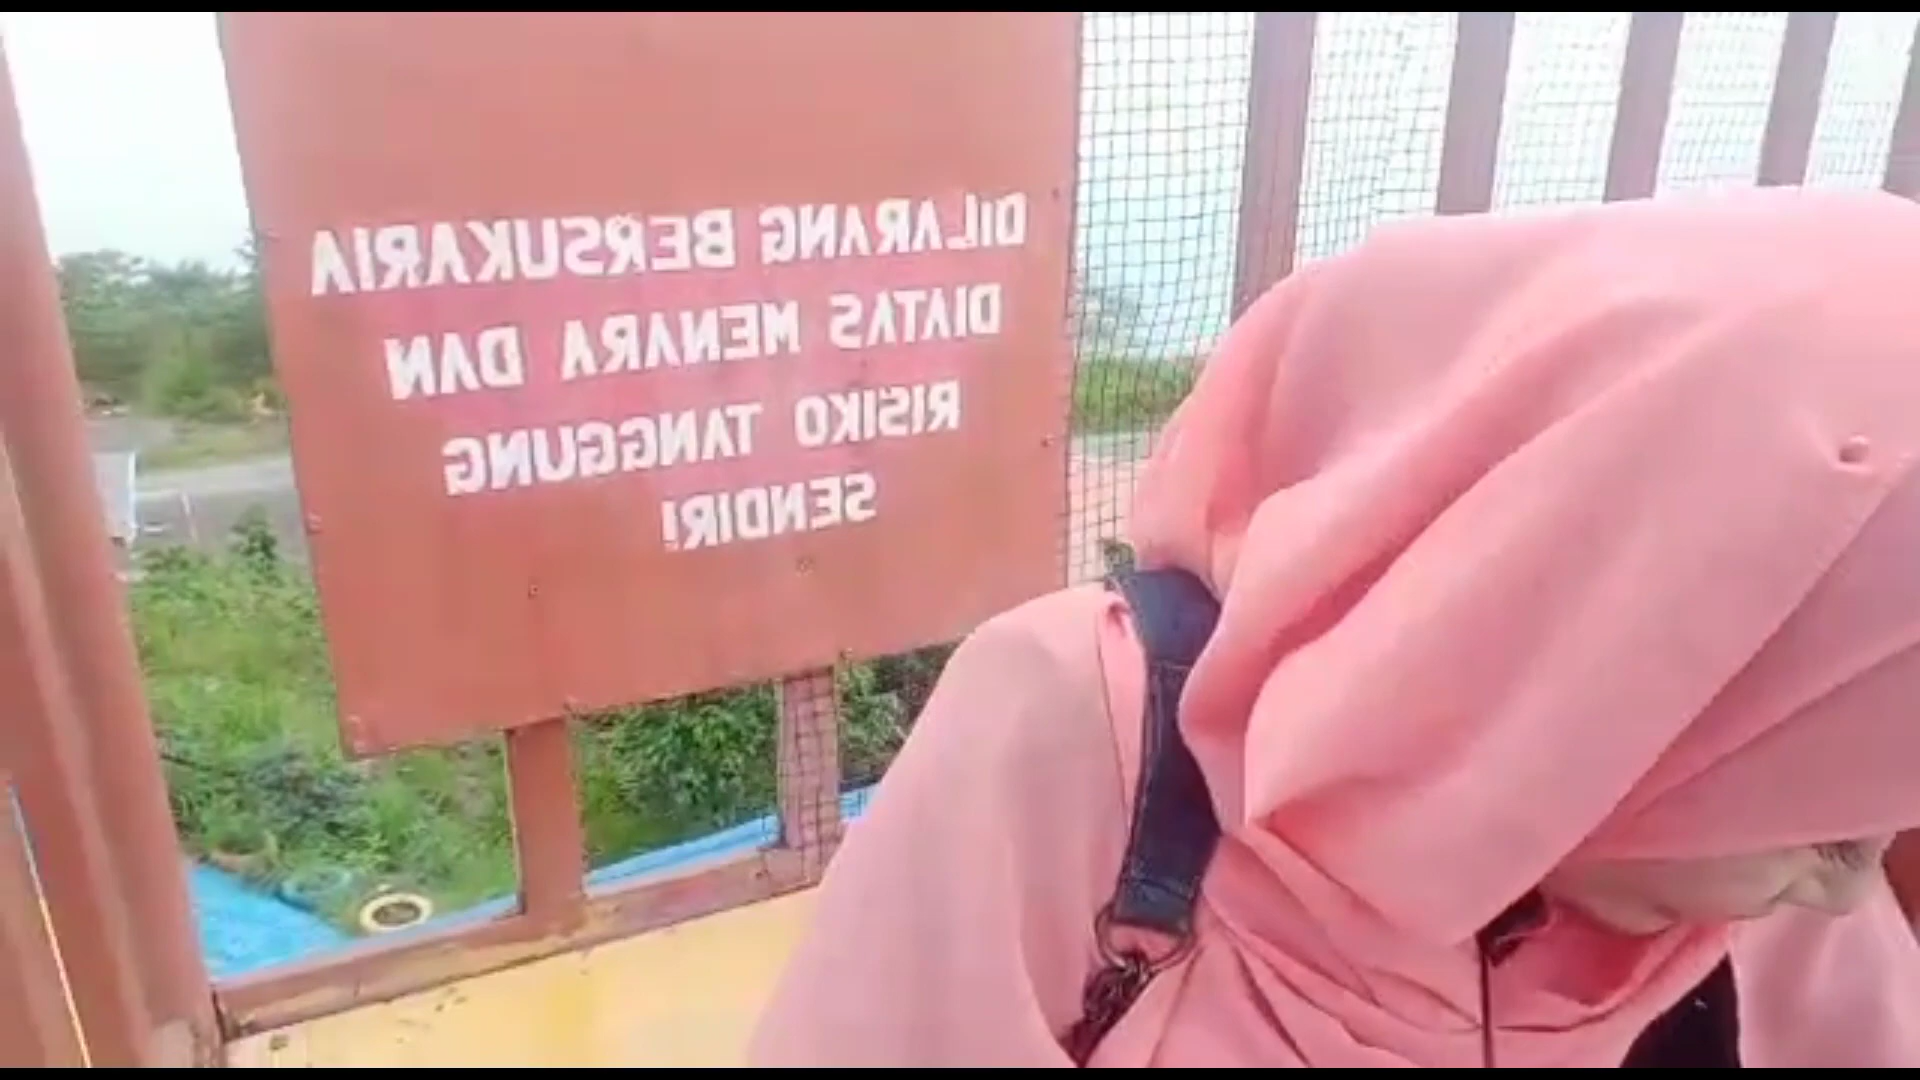 DILARANG BERSUKARIA
DIATAS MENARA DAN
RISIKO TANGGUNG
SENDIRI